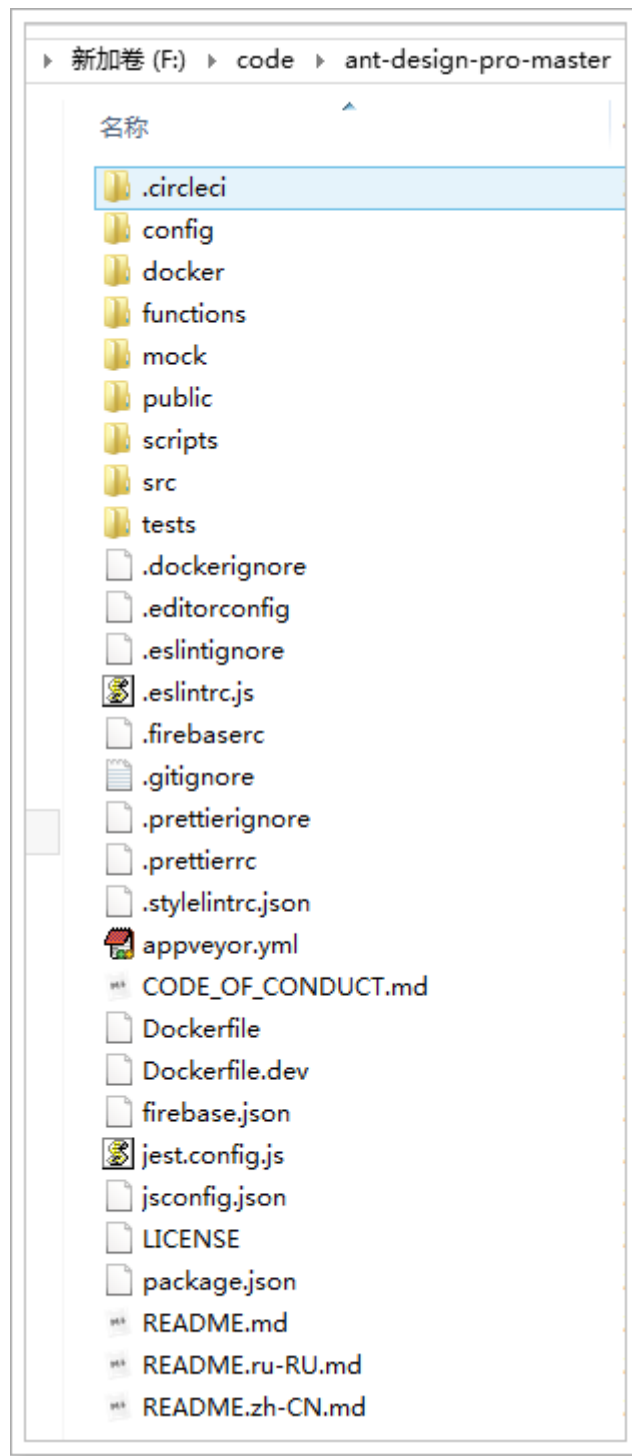 新加卷 (F:) code ant-design-pro-master
名称
.circleci
config
docker
functions
mock
public
scripts
src
tests
.dockerignore
.editorconfig
.eslintignore
.eslintrc.js
.firebaserc
.gitignore
.prettierignore
.prettierrc
.stylelintrc.json
appveyor.yml
CODE_OF_CONDUCT.md
Dockerfile
Dockerfile.dev
firebase.json
jest.config.js
jsconfig.json
LICENSE
package.json
README.md
README.ru-RU.md
README.zh-CN.md